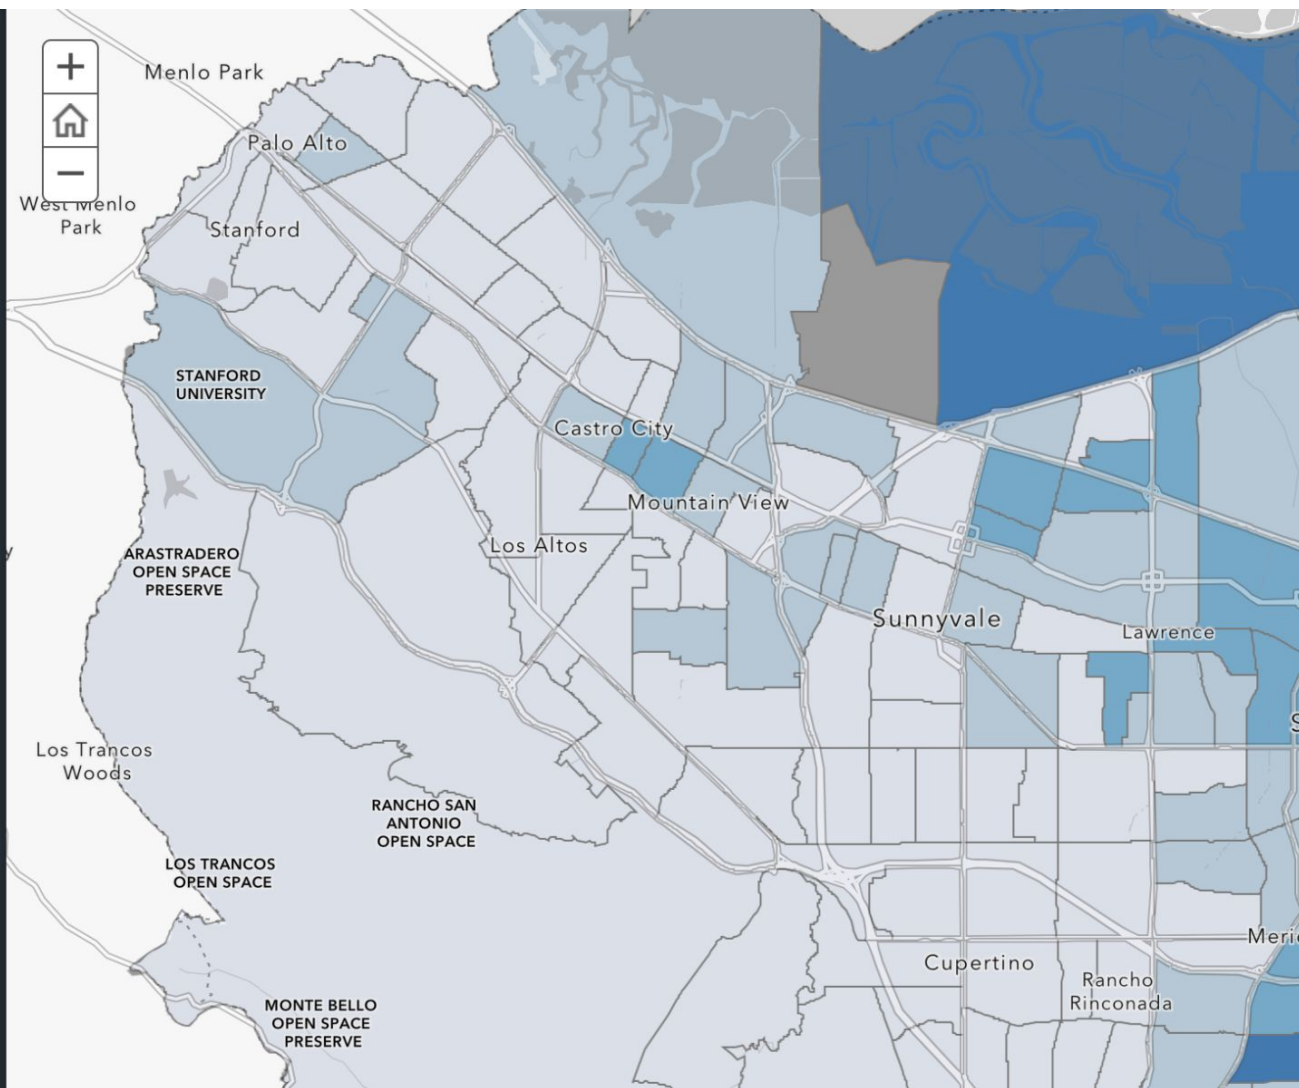 +
Menlo Park
Palo Alto
−
West Menlo
Park
Stanford
STANFORD
UNIVERSITY
Castro City
Mountain View
Los Altos
ARASTRADERO
OPEN SPACE
PRESERVE
y
Sunnyvale
Lawrence
S
Los Trancos
Woods
RANCHO SAN
ANTONIO
OPEN SPACE
LOS TRANCOS
OPEN SPACE
Meri
Cupertino
Rancho
Rinconada
MONTE BELLO
OPEN SPACE
PRESERVE